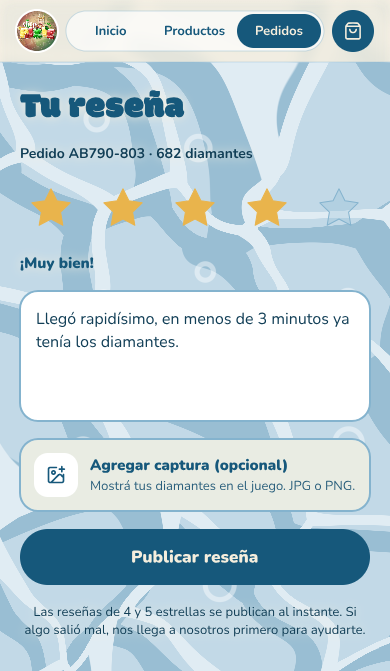 Inicio
Productos
Pedidos
Tu reseña
Pedido AB790-803 · 682 diamantes
¡Muy bien!
Llegó rapidísimo, en menos de 3 minutos ya
tenía los diamantes.
Agregar captura (opcional)
Mostrá tus diamantes en el juego. JPG o PNG.
Publicar reseña
Las reseñas de 4 y 5 estrellas se publican al instante. Si
algo salió mal, nos llega a nosotros primero para ayudarte.